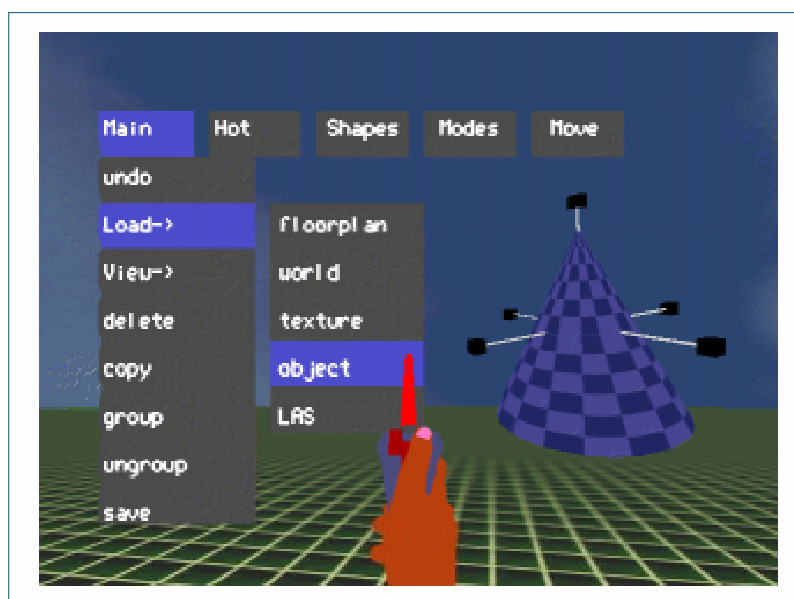 Main Hot Shapes Modes Move
undo
Load-> floorplan
View-> world
delete texture
copy object
group LAS
ungroup
save